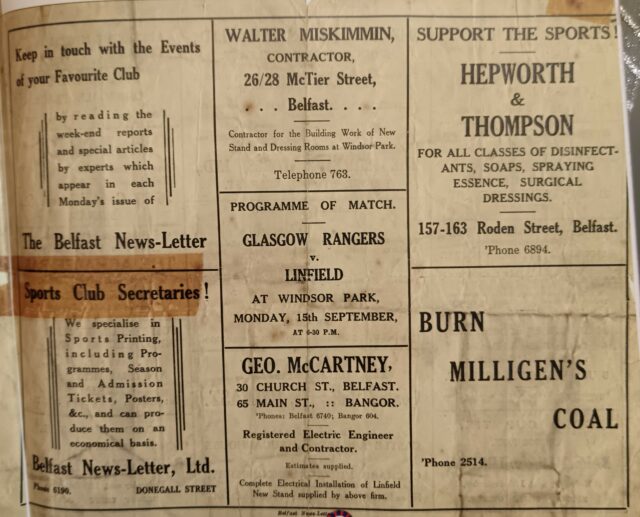 Keep in touch with the Events
of your Favourite Club
by reading the
week-end reports
and special articles
by experts which
appear in each
Monday's issue of
The Belfast News-Letter
Sports Club Secretaries!
We specialise in
Sports Printing,
including Pro-
grammes, Season
and Admission
Tickets, Posters,
&c., and can pro-
duce them on an
economical basis.
Belfast News-Letter, Ltd.
Phone 6190. DONEGALL STREET
WALTER MISKIMMIN,
CONTRACTOR,
26/28 McTier Street,
. . Belfast. . . .
Contractor for the Building Work of New
Stand and Dressing Rooms at Windsor Park.
Telephone 763.
PROGRAMME OF MATCH.
GLASGOW RANGERS
v.
LINFIELD
AT WINDSOR PARK,
MONDAY, 15th SEPTEMBER,
AT 6-30 P.M.
GEO. McCARTNEY,
30 CHURCH ST., BELFAST.
65 MAIN ST., :: BANGOR.
'Phones: Belfast 6740; Bangor 604.
Registered Electric Engineer
and Contractor.
Estimates supplied.
Complete Electrical Installation of Linfield
New Stand supplied by above firm.
SUPPORT THE SPORTS!
HEPWORTH
&
THOMPSON
FOR ALL CLASSES OF DISINFECT-
ANTS, SOAPS, SPRAYING
ESSENCE, SURGICAL
DRESSINGS.
157-163 Roden Street, Belfast.
'Phone 6894.
BURN
MILLIGEN'S
COAL
'Phone 2514.
Belfast News-Letter